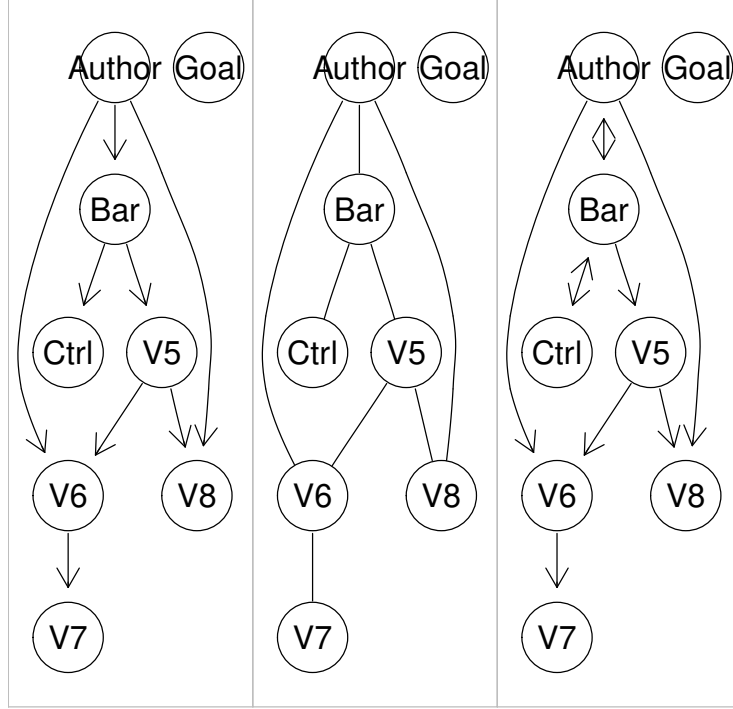 Author Goal Author Goal Author Goal
Bar Bar Bar
Ctrl V5 Ctrl V5 Ctrl V5
V6 V8 V6 V8 V6 V8
V7 V7 V7